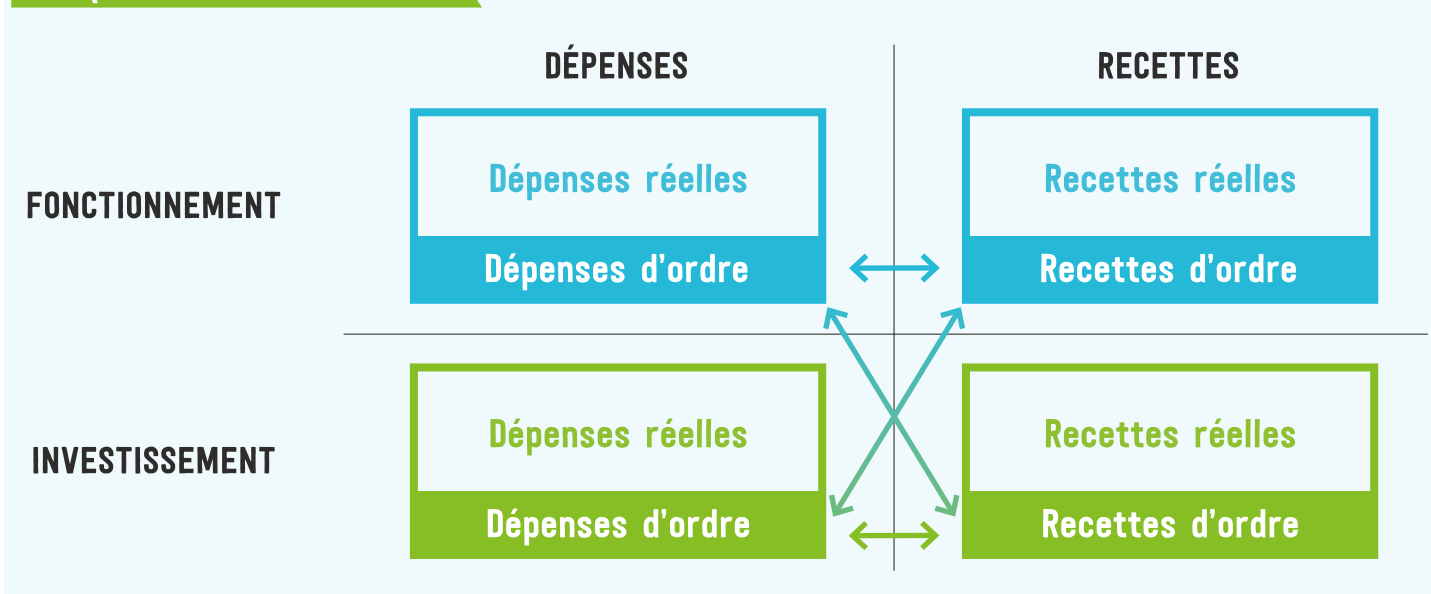 DÉPENSES
RECETTES
FONCTIONNEMENT
Dépenses réelles
Recettes réelles
Dépenses d'ordre
Recettes d'ordre
INVESTISSEMENT
Dépenses réelles
Recettes réelles
Dépenses d'ordre
Recettes d'ordre